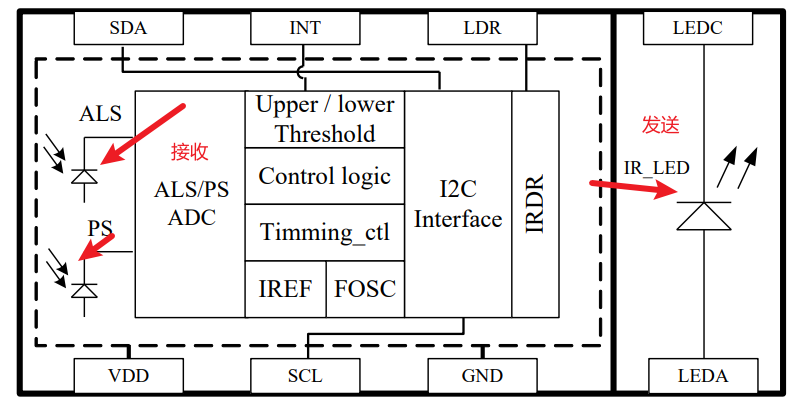 SDA
INT
LDR
LEDC
ALS
接收
Upper / lower
Threshold
发送
Control logic
IR_LED
ALS/PS
ADC
I2C
Interface
IRDR
PS
Timming_ctl
IREF
FOSC
VDD
SCL
GND
LEDA